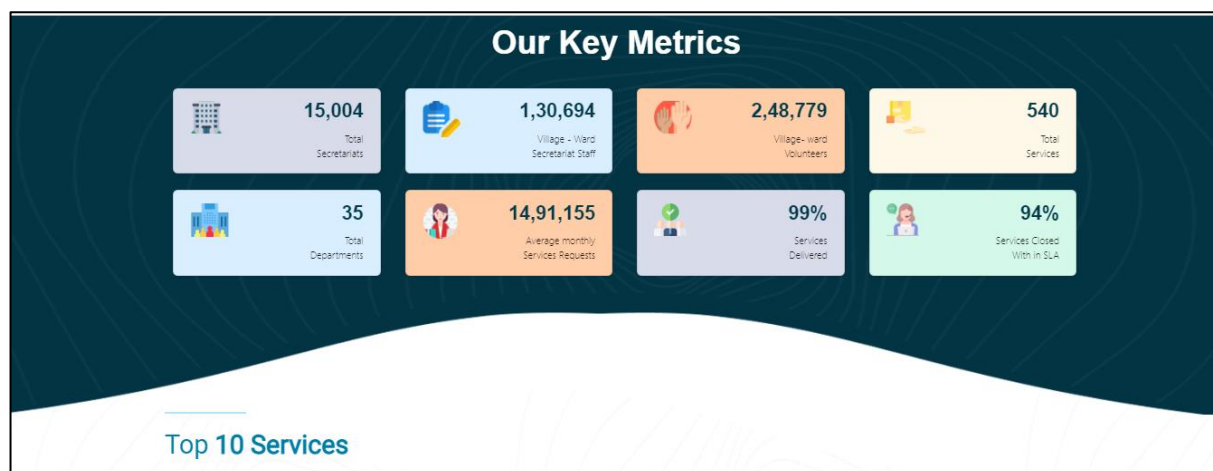 Our Key Metrics
15,004
Total
Secretariats
1,30,694
Village - Ward
Secretariat Staff
2,48,779
Village- ward
Volunteers
540
Total
Services
35
Total
Departments
14,91,155
Average monthly
Services Requests
99%
Services
Delivered
94%
Services Closed
With in SLA
Top 10 Services